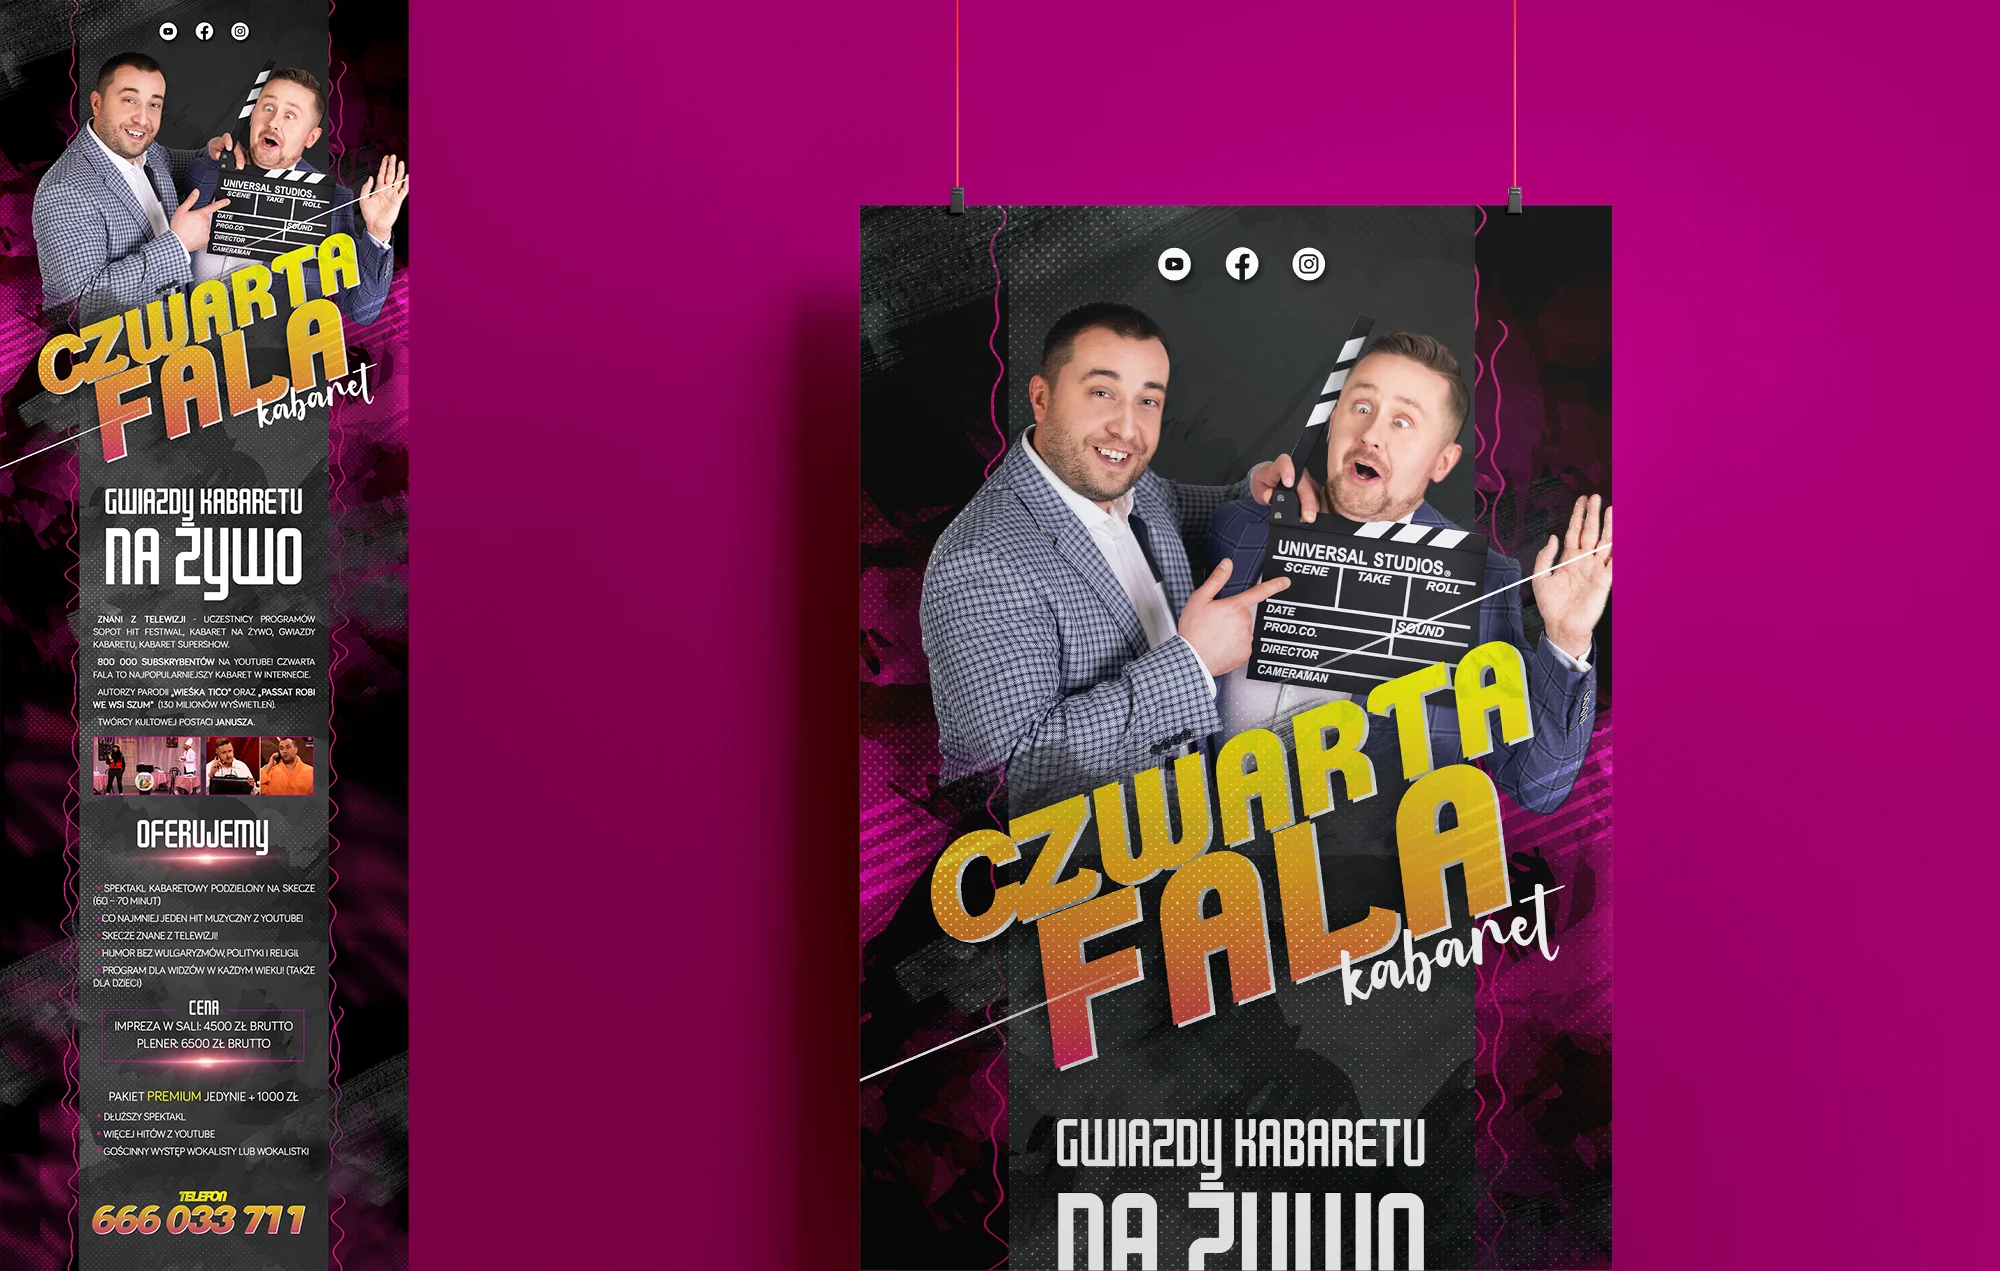 UNIVERSAL STUDIOS®
SCENE TAKE ROLL
DATE
PROD.CO. SOUND
DIRECTOR
CAMERAMAN
CZWARTA
FALA
kabaret
GWIAZDY KABARETU
NA ŻYWO
ZNANI Z TELEWIZJI - UCZESTNICY PROGRAMÓW
SOPOT HIT FESTIWAL, KABARET NA ŻYWO, GWIAZDY
KABARETU, KABARET SUPERSHOW.
800 000 SUBSKRYBENTÓW NA YOUTUBE! CZWARTA
FALA TO NAJPOPULARNIEJSZY KABARET W INTERNECIE.
AUTORZY PARODII „WIEŚKA TICO" ORAZ „PASSAT ROBI
WE WSI SZUM" (130 MILIONÓW WYŚWIETLEŃ).
TWÓRCY KULTOWEJ POSTACI JANUSZA.
OFERUJEMY
SPEKTAKL KABARETOWY PODZIELONY NA SKECZE
(60 - 70 MINUT)
CO NAJMNIEJ JEDEN HIT MUZYCZNY Z YOUTUBE!
SKECZE ZNANE Z TELEWIZJI!
HUMOR BEZ WULGARYZMÓW, POLITYKI I RELIGII.
PROGRAM DLA WIDZÓW W KAŻDYM WIEKU! (TAKŻE
DLA DZIECI)
CENA
IMPREZA W SALI: 4500 ZŁ BRUTTO
PLENER: 6500 ZŁ BRUTTO
PAKIET PREMIUM JEDYNIE + 1000 ZŁ
DŁUŻSZY SPEKTAKL
WIĘCEJ HITÓW Z YOUTUBE
GOŚCINNY WYSTĘP WOKALISTY LUB WOKALISTKI
TELEFON
666 033 711
UNIVERSAL STUDIOS®
SCENE TAKE ROLL
DATE
PROD.CO. SOUND
DIRECTOR
CAMERAMAN
CZWARTA
FALA
kabaret
GWIAZDY KABARETU
NA ŻYWO